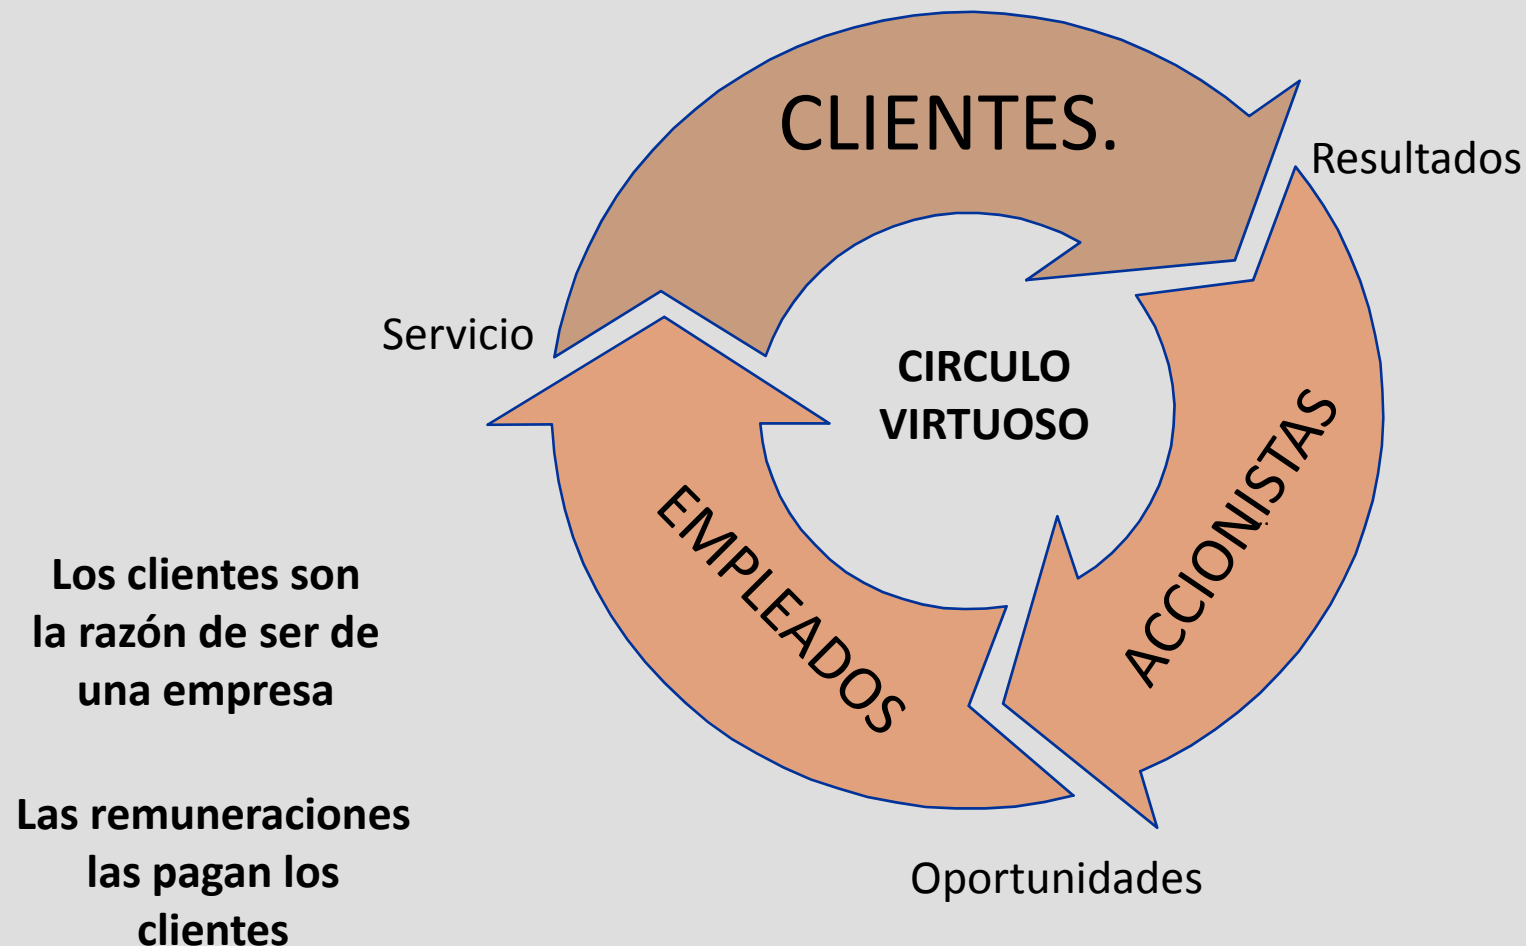 CLIENTES.
Resultados
Servicio
CIRCULO
VIRTUOSO
ACCIONISTAS
EMPLEADOS
Los clientes son
la razón de ser de
una empresa
Las remuneraciones
las pagan los
clientes
Oportunidades